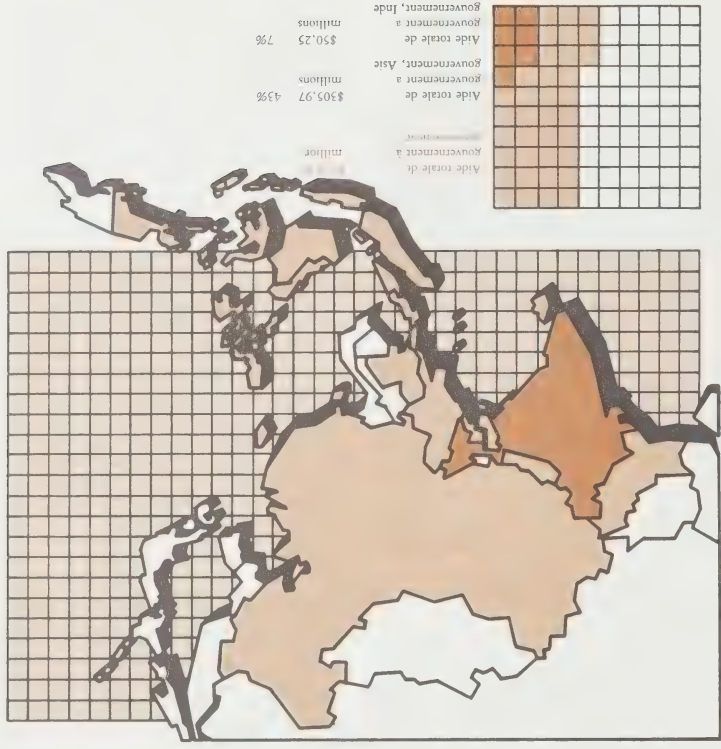 Aide totale de
gouvernement à million
gouvernement
Aide totale de $305,97 43%
gouvernement à millions
gouvernement, Asie
Aide totale de $50,25 7%
gouvernement à millions
gouvernement, Inde